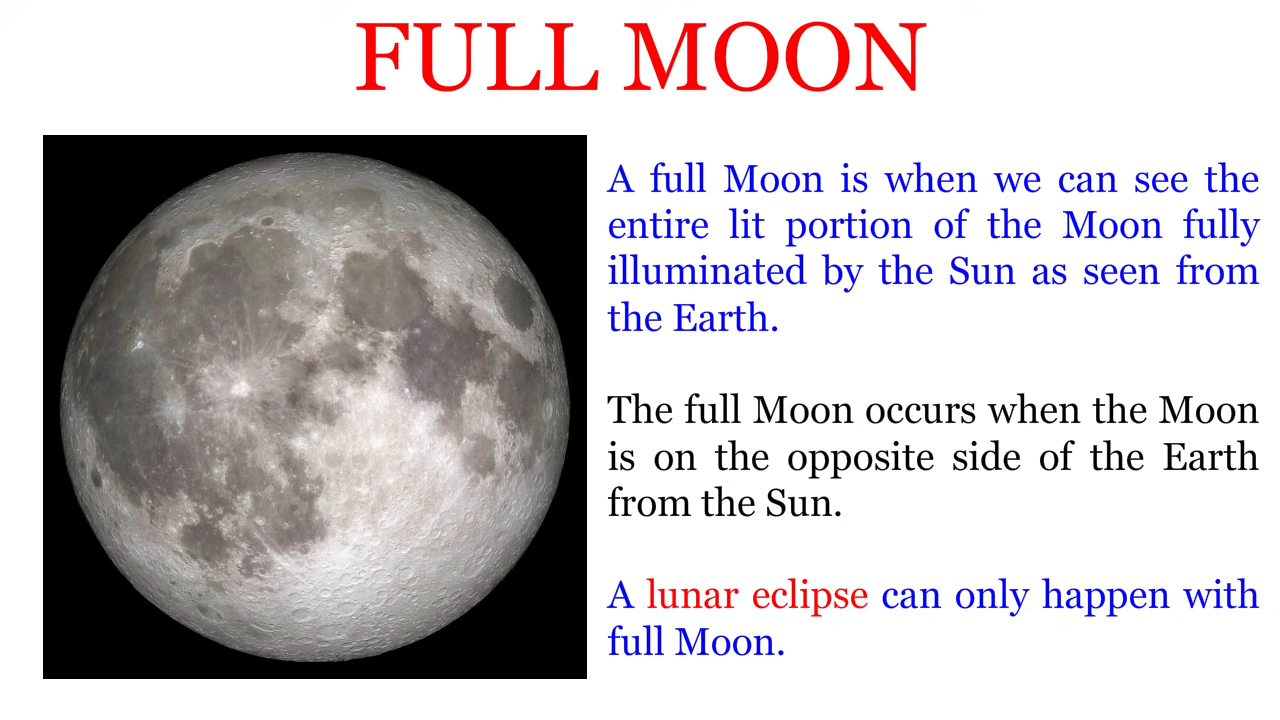 FULL MOON
A full Moon is when we can see the
entire lit portion of the Moon fully
illuminated by the Sun as seen from
the Earth.
The full Moon occurs when the Moon
is on the opposite side of the Earth
from the Sun.
A lunar eclipse can only happen with
full Moon.